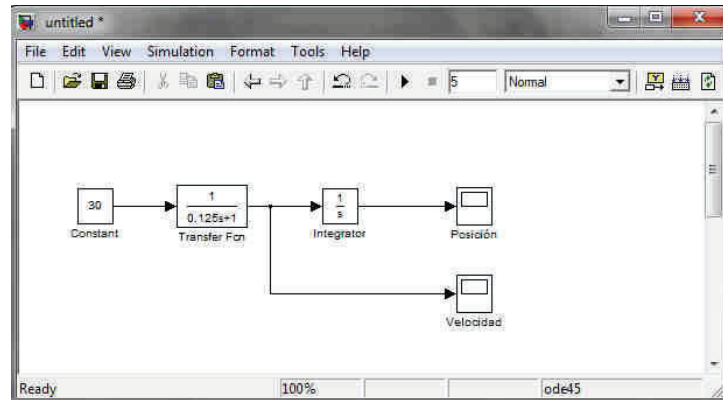 untitled *
File Edit View Simulation Format Tools Help
5 Normal
30
Constant
1
0.125s+1
Transfer Fcn
1
s
Integrator
Posición
Velocidad
Ready 100% ode45